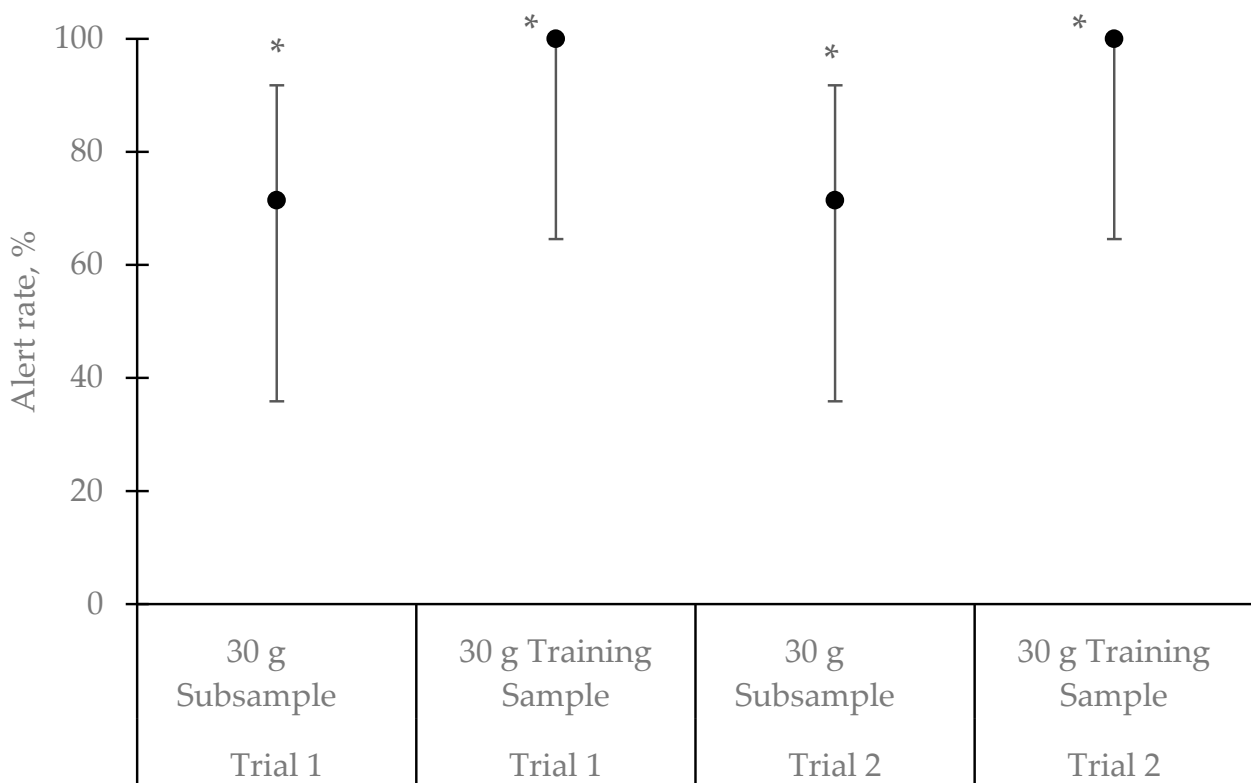 *
*
*
*
100
80
60
40
20
0
Alert rate, %
30 g
Subsample
30 g Training
Sample
30 g
Subsample
30 g Training
Sample
Trial 1
Trial 1
Trial 2
Trial 2